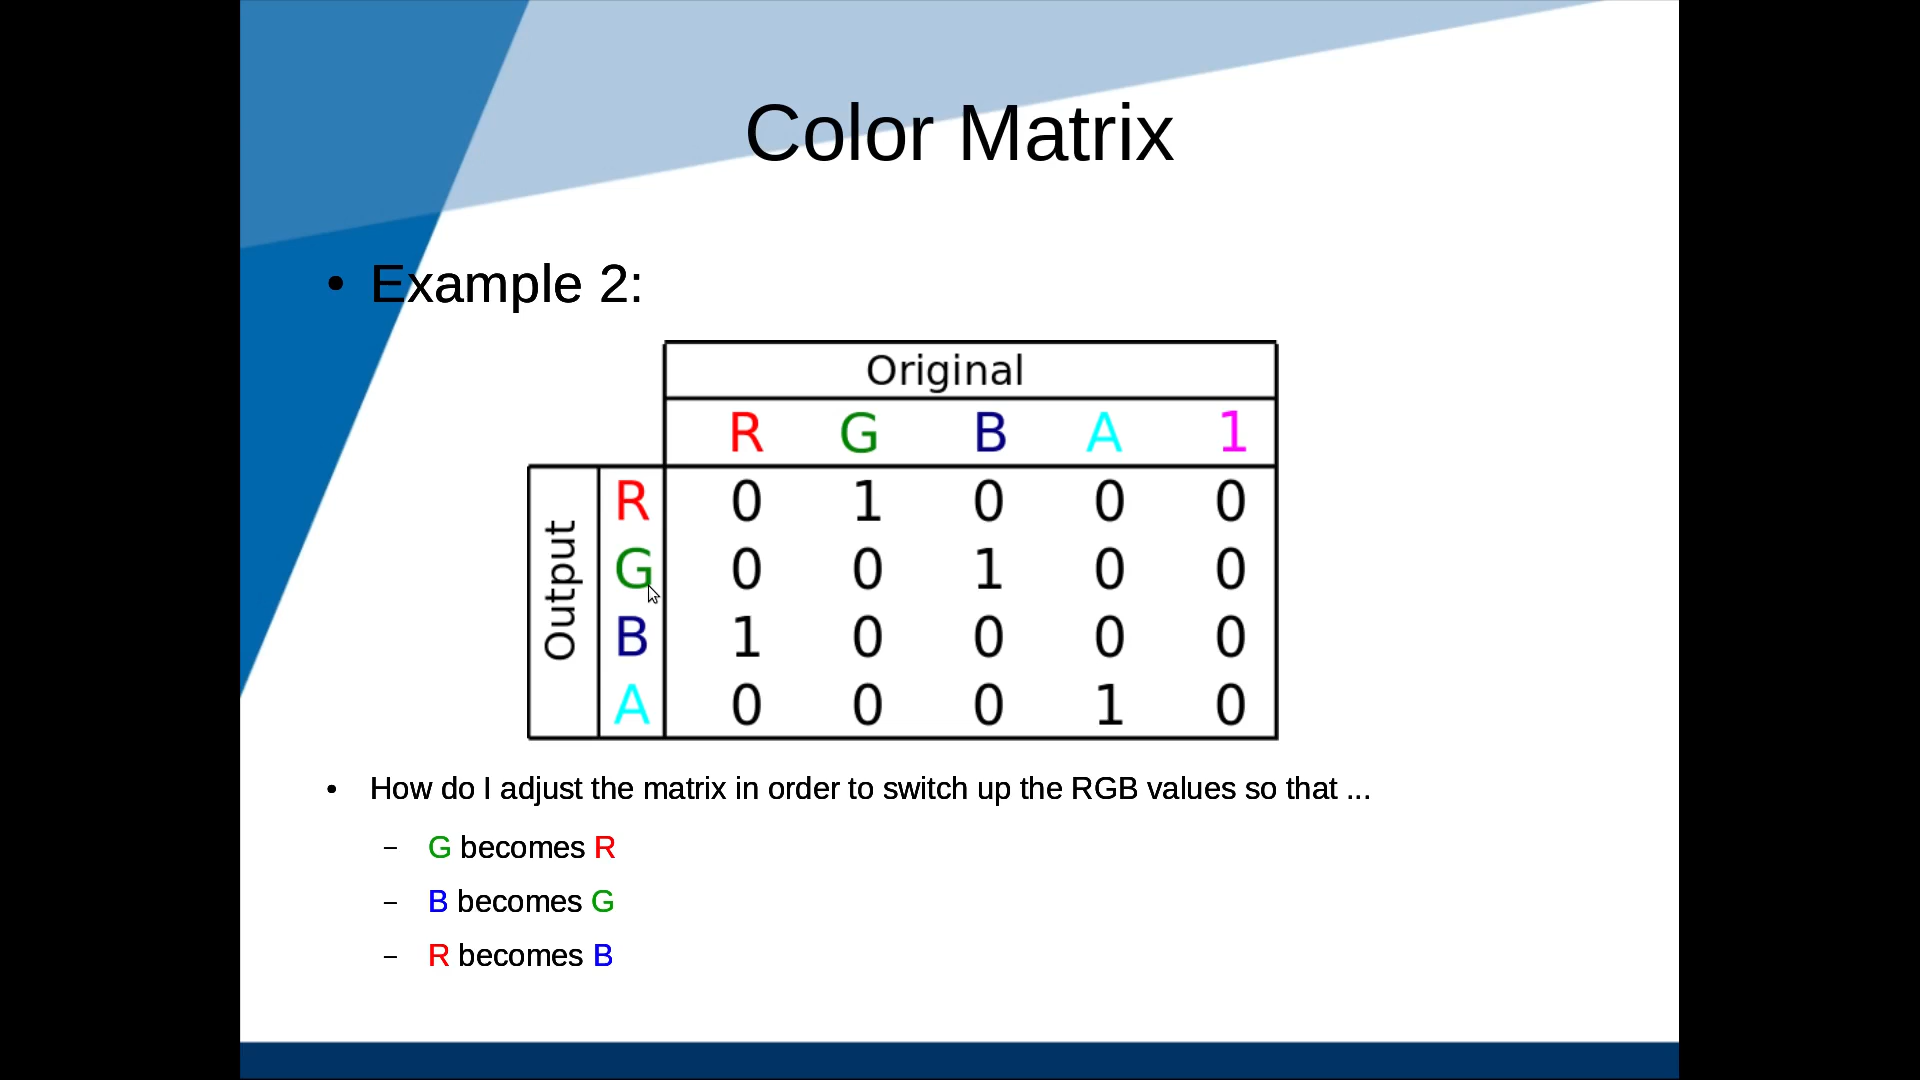 Color Matrix
• Example 2:
Original
R G B A 1
Output
R 0 1 0 0 0
G 0 0 1 0 0
B 1 0 0 0 0
A 0 0 0 1 0
• How do I adjust the matrix in order to switch up the RGB values so that ...
– G becomes R
– B becomes G
– R becomes B